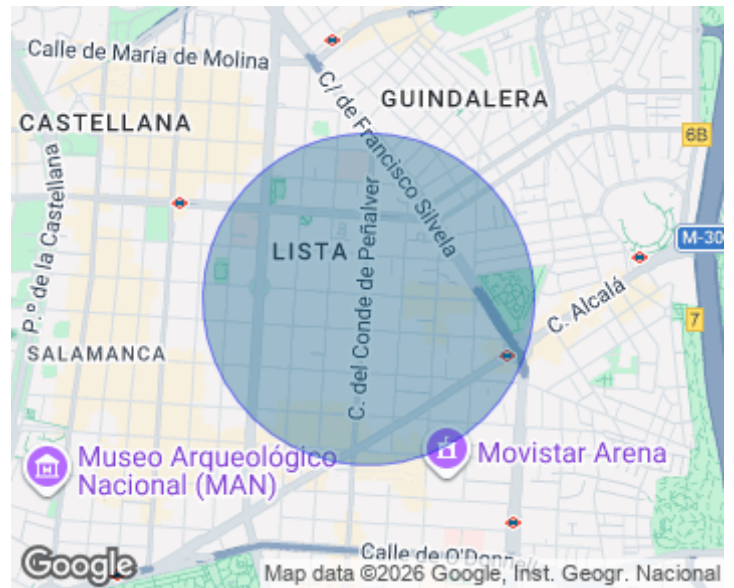 Calle de María de Molina
C/ de Francisco Silvela
GUINDALERA
CASTELLANA
6B
P.º de la Castellana
C. del Conde de Peñalver
LISTA
M-30
C. Alcalá
7
SALAMANCA
Museo Arqueológico
Nacional (MAN)
Movistar Arena
Calle de O'Donnell
Google
Map data ©2026 Google, Inst. Geogr. Nacional